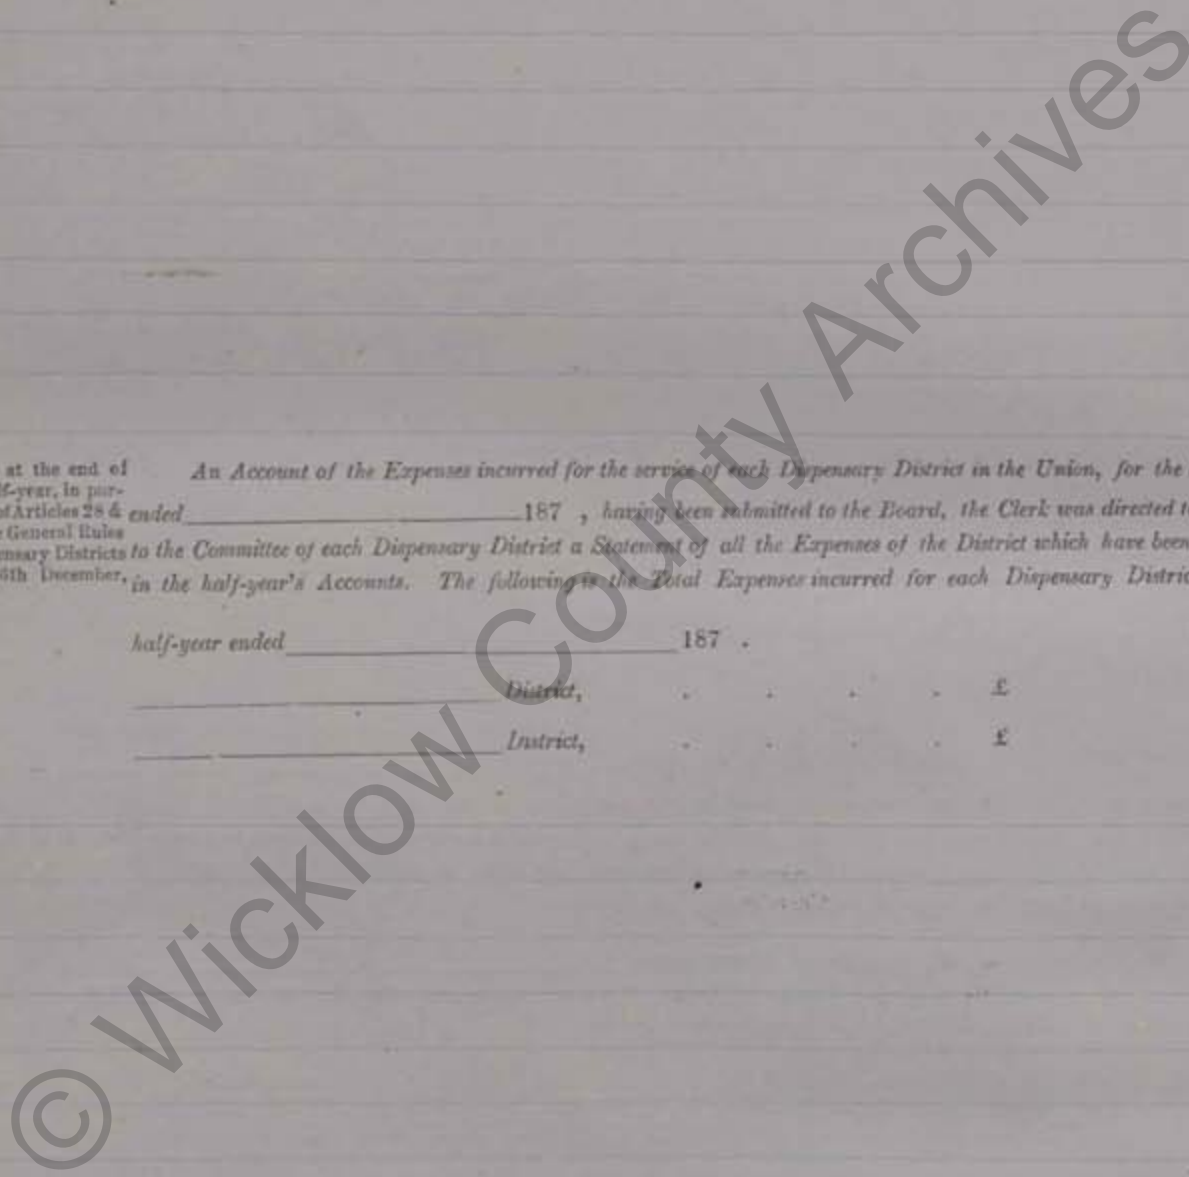 at the end of
f-year, in pur-
of Articles 28 &
General Rules
ensary Districts
6th December,
An Account of the Expenses incurred for the service of each Dispensary District in the Union, for the
ended 187 , having been submitted to the Board, the Clerk was directed t
to the Committee of each Dispensary District a Statement of all the Expenses of the District which have been
in the half-year's Accounts. The following is the Total Expenses incurred for each Dispensary Distric
half-year ended 187 .
District, . . . . £
District, . . . . £
© Wicklow County Archives